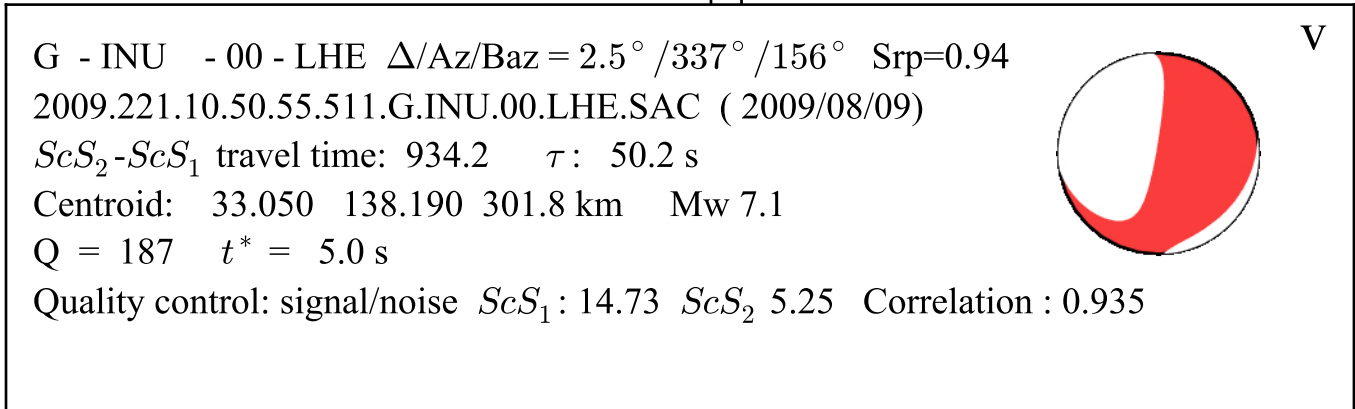 V
G - INU - 00 - LHE Δ/Az/Baz = 2.5° /337° /156° Srp=0.94
2009.221.10.50.55.511.G.INU.00.LHE.SAC ( 2009/08/09)
ScS₂-ScS₁ travel time: 934.2 τ: 50.2 s
Centroid: 33.050 138.190 301.8 km Mw 7.1
Q = 187 t* = 5.0 s
Quality control: signal/noise ScS₁: 14.73 ScS₂ 5.25 Correlation : 0.935